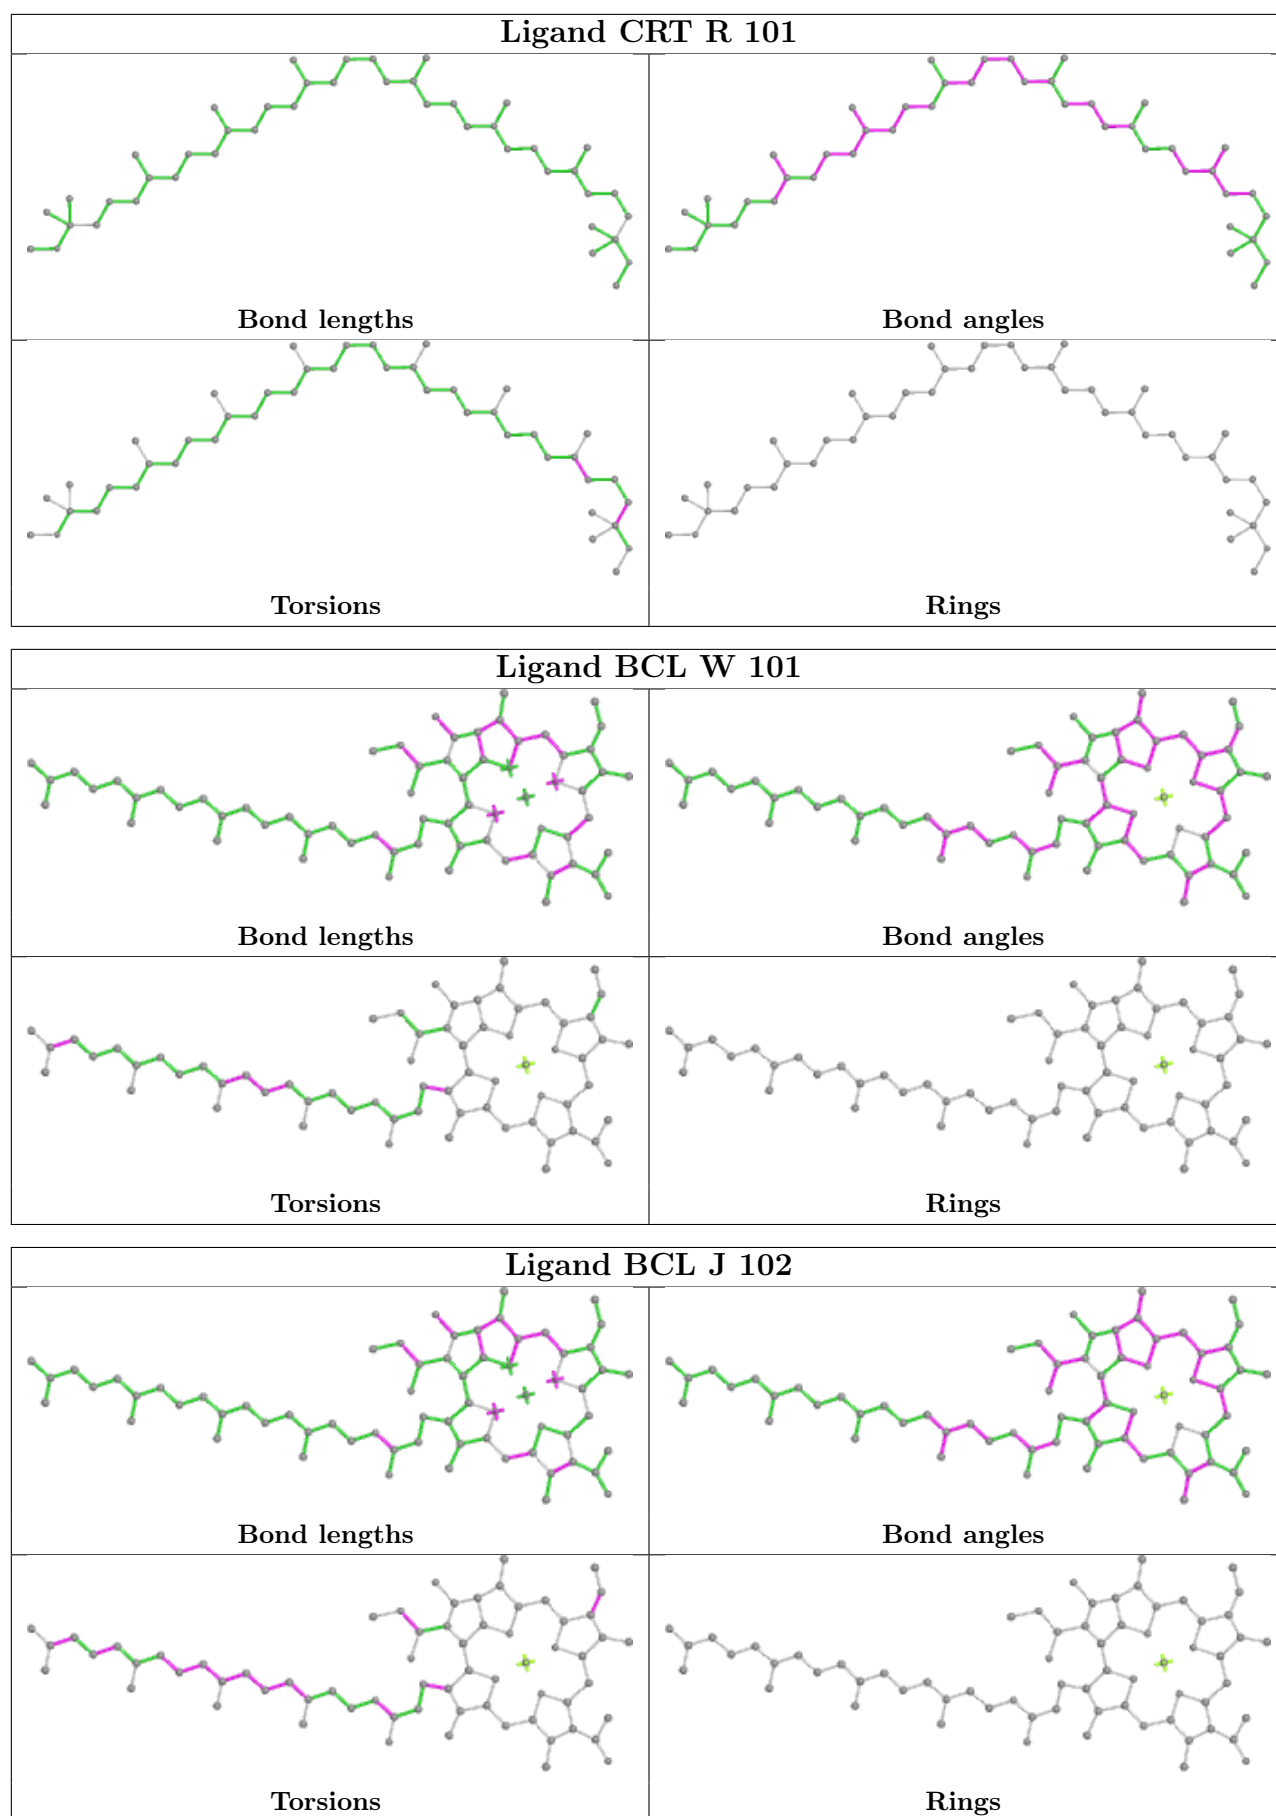 Ligand CRT R 101
Bond lengths
Bond angles
Torsions
Rings
Ligand BCL W 101
Bond lengths
Bond angles
Torsions
Rings
Ligand BCL J 102
Bond lengths
Bond angles
Torsions
Rings